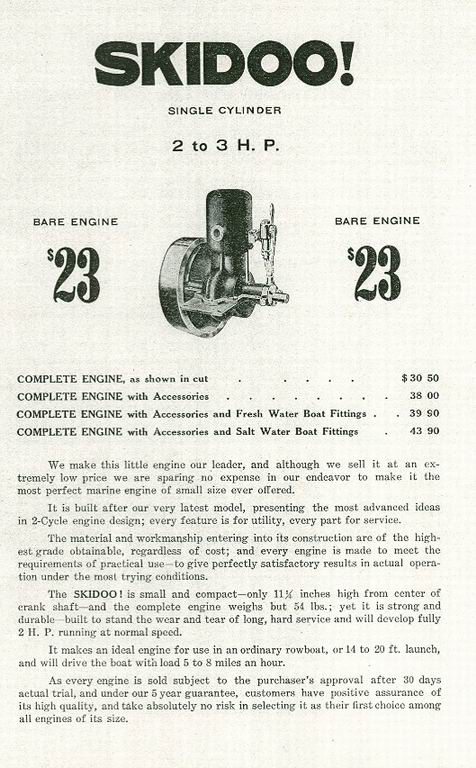 SKIDOO!
SINGLE CYLINDER
2 to 3 H. P.
BARE ENGINE
$23
BARE ENGINE
$23
COMPLETE ENGINE, as shown in cut . . . . . $30 50
COMPLETE ENGINE with Accessories . . . . . . . . 38 00
COMPLETE ENGINE with Accessories and Fresh Water Boat Fittings . . 39 90
COMPLETE ENGINE with Accessories and Salt Water Boat Fittings . 43 90
We make this little engine our leader, and although we sell it at an ex-
tremely low price we are sparing no expense in our endeavor to make it the
most perfect marine engine of small size ever offered.
It is built after our very latest model, presenting the most advanced ideas
in 2-Cycle engine design; every feature is for utility, every part for service.
The material and workmanship entering into its construction are of the high-
est grade obtainable, regardless of cost; and every engine is made to meet the
requirements of practical use—to give perfectly satisfactory results in actual opera-
tion under the most trying conditions.
The SKIDOO! is small and compact—only 11¼ inches high from center of
crank shaft—and the complete engine weighs but 54 lbs.; yet it is strong and
durable—built to stand the wear and tear of long, hard service and will develop fully
2 H. P. running at normal speed.
It makes an ideal engine for use in an ordinary rowboat, or 14 to 20 ft. launch,
and will drive the boat with load 5 to 8 miles an hour.
As every engine is sold subject to the purchaser's approval after 30 days
actual trial, and under our 5 year guarantee, customers have positive assurance of
its high quality, and take absolutely no risk in selecting it as their first choice among
all engines of its size.